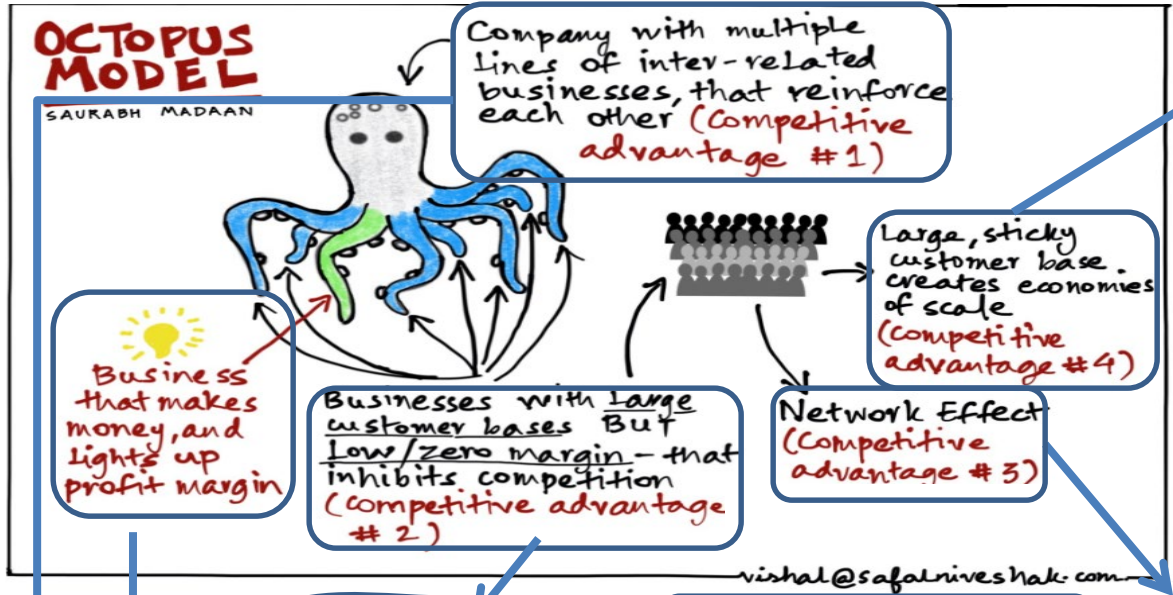 OCTOPUS
MODEL
SAURABH MADAAN
Company with multiple
Lines of inter-related
businesses, that reinforce
each other (Competitive
advantage #1)
Large, sticky
customer base
creates economies
of scale
(Competitive
advantage #4)
Business
that makes
money, and
Lights up
profit margin
Businesses with Large
customer bases BUT
Low/zero margin - that
inhibits competition
(Competitive advantage
#2)
Network Effect
(Competitive
advantage #3)
vishal@safalniveshak.com